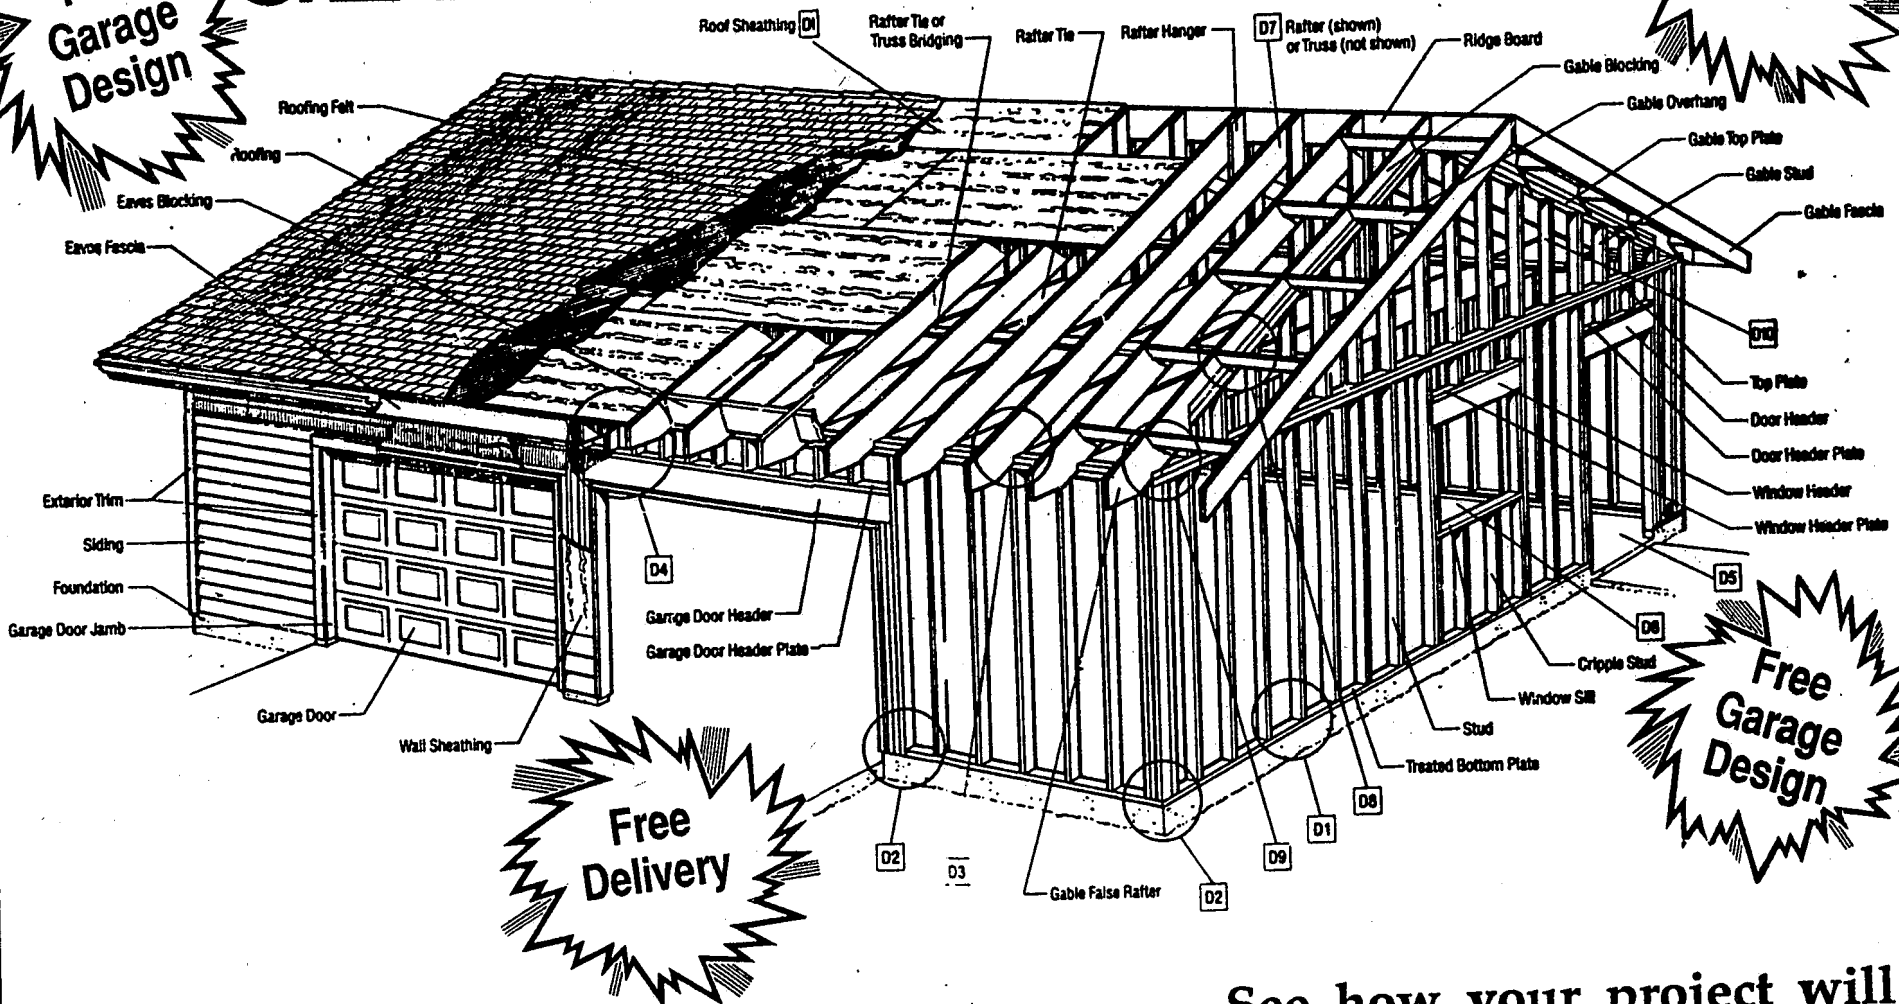 Garage
Design
Roof Sheathing D1
Rafter Tie or
Truss Bridging
Rafter Tie
Rafter Hanger
D7 Rafter (shown)
or Truss (not shown)
Ridge Board
Gable Blocking
Gable Overhang
Gable Top Plate
Gable Stud
Gable Fascia
Roofing Felt
Roofing
Eaves Blocking
Eaves Fascia
D10
Top Plate
Door Header
Door Header Plate
Window Header
Window Header Plate
Exterior Trim
Siding
Foundation
Garage Door Jamb
D4
Garage Door Header
Garage Door Header Plate
D5
D6
Cripple Stud
Window Sill
Stud
Treated Bottom Plate
Garage Door
Wall Sheathing
Free
Garage
Design
Free
Delivery
D8
D1
D9
D2
D3
D2
Gable False Rafter
See how your project will